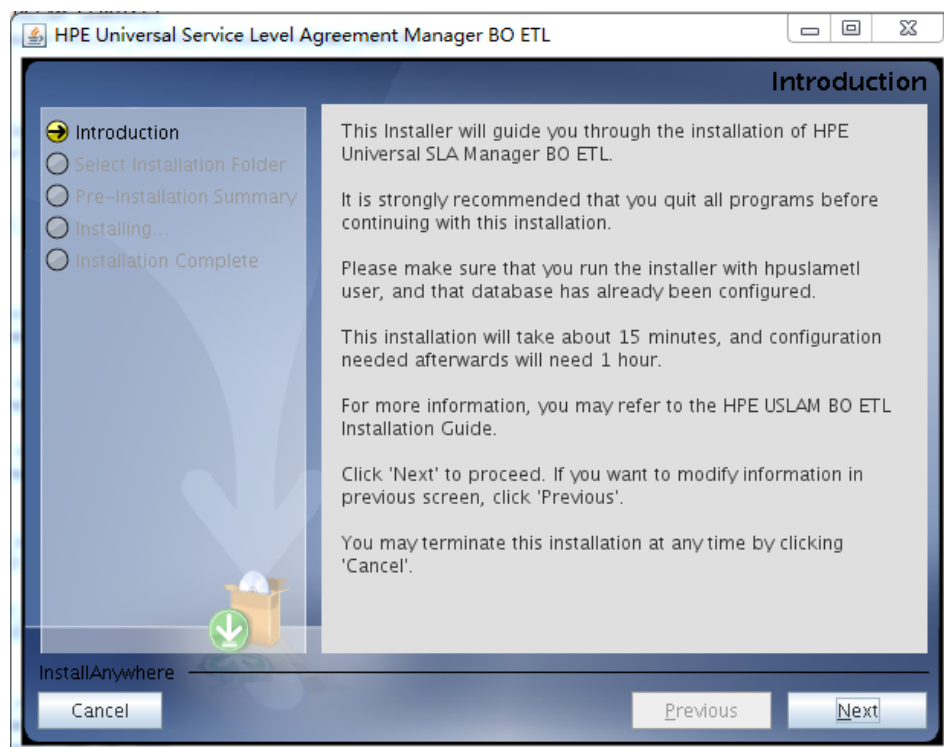 HPE Universal Service Level Agreement Manager BO ETL
Introduction
Introduction
Select Installation Folder
Pre-Installation Summary
Installing...
Installation Complete
This Installer will guide you through the installation of HPE
Universal SLA Manager BO ETL.
It is strongly recommended that you quit all programs before
continuing with this installation.
Please make sure that you run the installer with hpuslametl
user, and that database has already been configured.
This installation will take about 15 minutes, and configuration
needed afterwards will need 1 hour.
For more information, you may refer to the HPE USLAM BO ETL
Installation Guide.
Click 'Next' to proceed. If you want to modify information in
previous screen, click 'Previous'.
You may terminate this installation at any time by clicking
'Cancel'.
InstallAnywhere
Cancel
Previous
Next